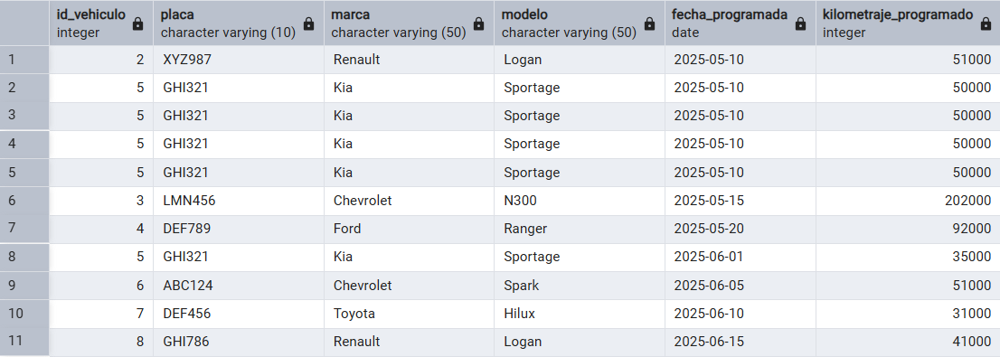 id_vehiculo placa marca modelo fecha_programada kilometraje_programado
integer character varying (10) character varying (50) character varying (50) date integer
1 2 XYZ987 Renault Logan 2025-05-10 51000
2 5 GHI321 Kia Sportage 2025-05-10 50000
3 5 GHI321 Kia Sportage 2025-05-10 50000
4 5 GHI321 Kia Sportage 2025-05-10 50000
5 5 GHI321 Kia Sportage 2025-05-10 50000
6 3 LMN456 Chevrolet N300 2025-05-15 202000
7 4 DEF789 Ford Ranger 2025-05-20 92000
8 5 GHI321 Kia Sportage 2025-06-01 35000
9 6 ABC124 Chevrolet Spark 2025-06-05 51000
10 7 DEF456 Toyota Hilux 2025-06-10 31000
11 8 GHI786 Renault Logan 2025-06-15 41000